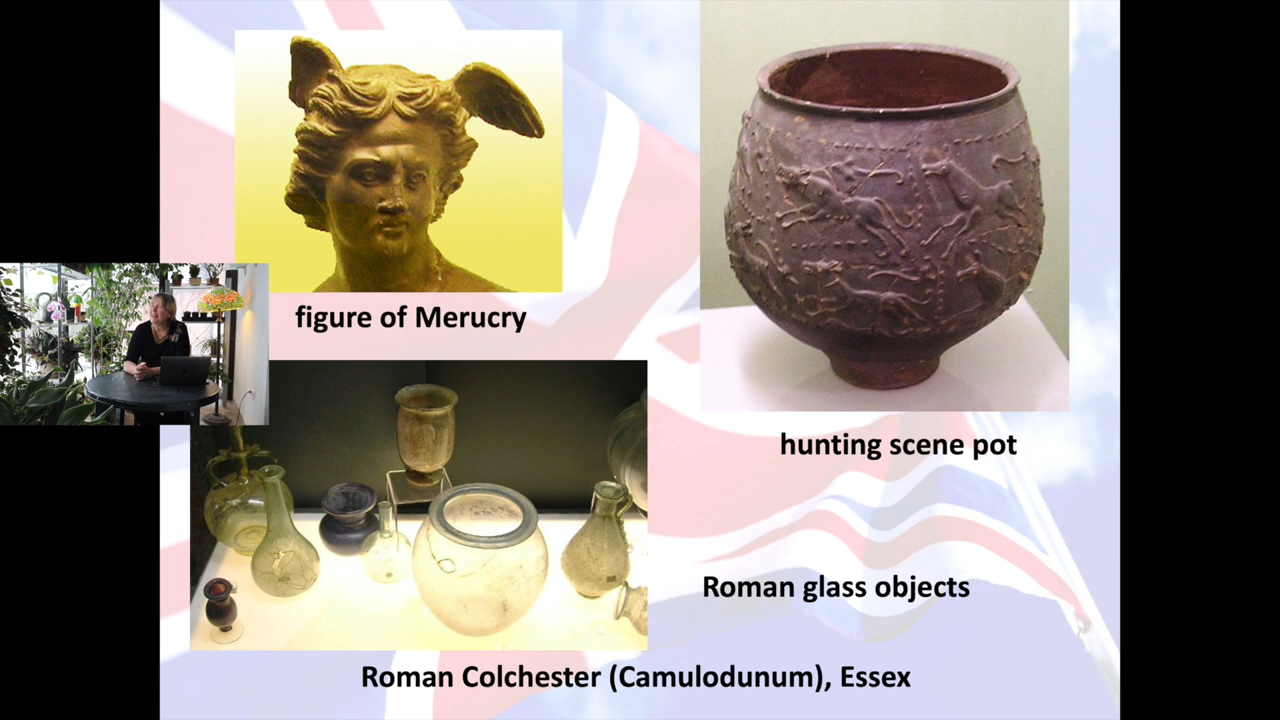 figure of Merucry
hunting scene pot
Roman glass objects
Roman Colchester (Camulodunum), Essex